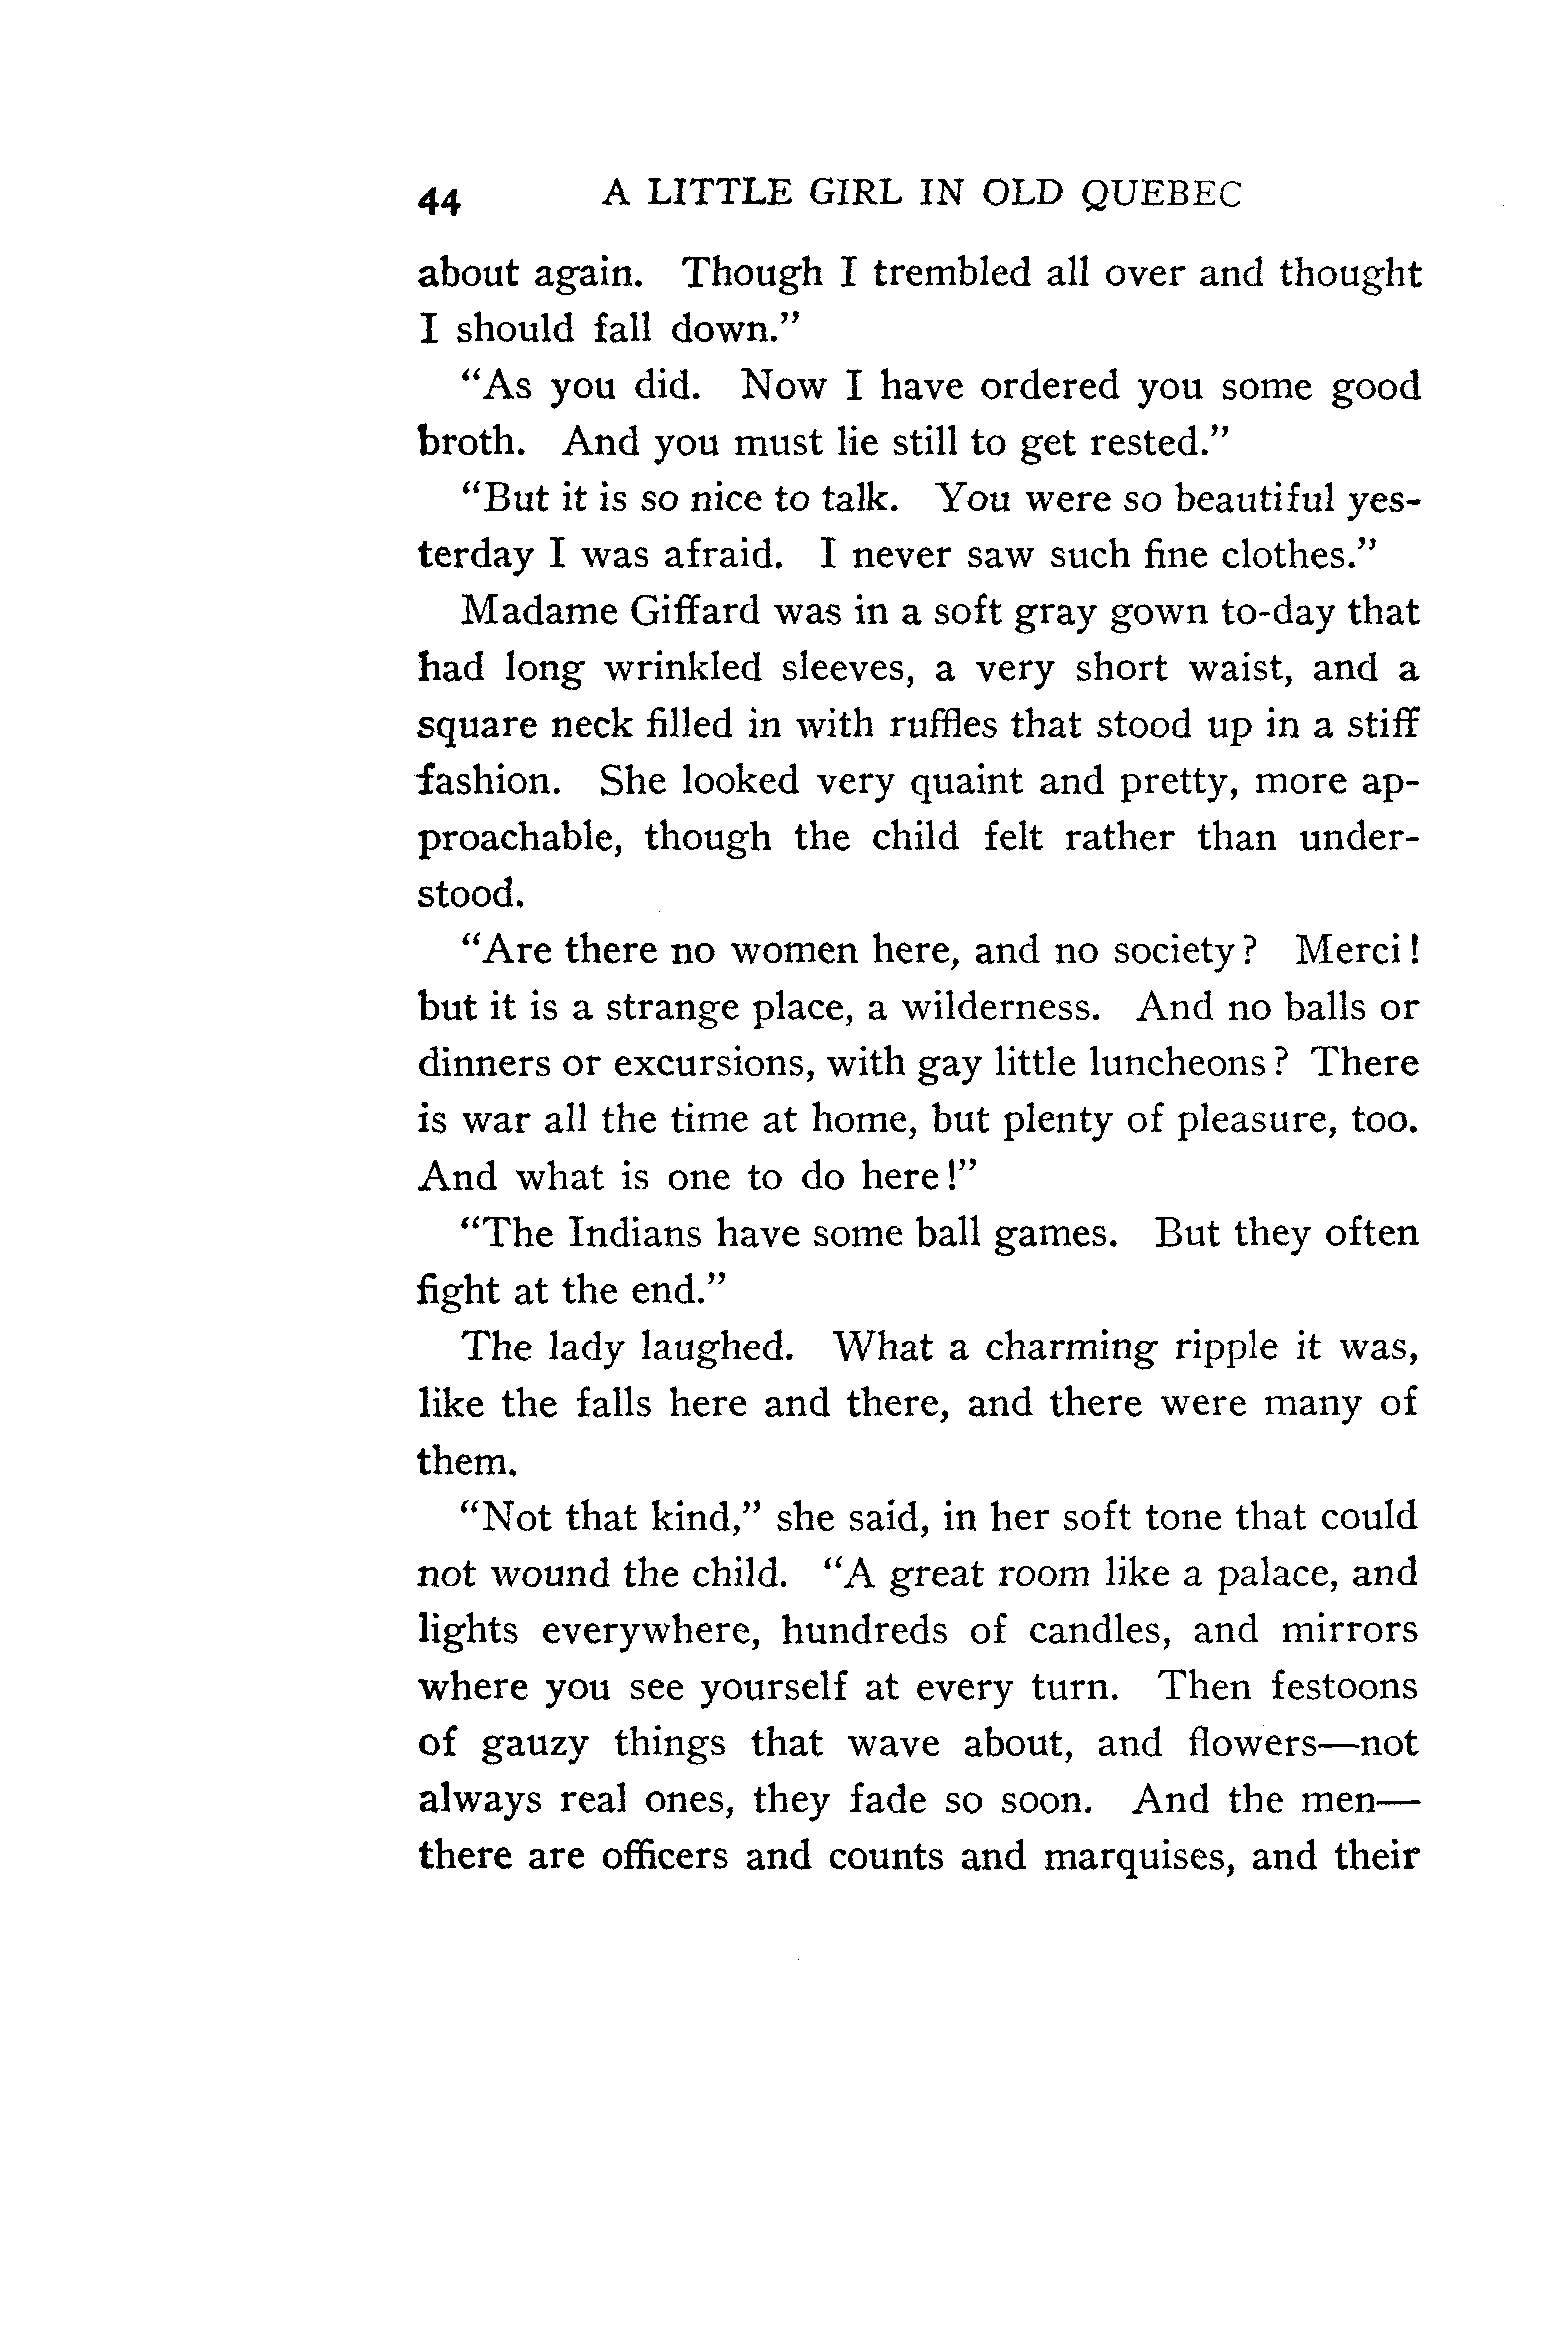 44 A LITTLE GIRL IN OLD QUEBEC
about again. Though I trembled all over and thought
I should fall down."
"As you did. Now I have ordered you some good
broth. And you must lie still to get rested."
"But it is so nice to talk. You were so beautiful yes-
terday I was afraid. I never saw such fine clothes."
Madame Giffard was in a soft gray gown to-day that
had long wrinkled sleeves, a very short waist, and a
square neck filled in with ruffles that stood up in a stiff
fashion. She looked very quaint and pretty, more ap-
proachable, though the child felt rather than under-
stood.
"Are there no women here, and no society? Merci!
but it is a strange place, a wilderness. And no balls or
dinners or excursions, with gay little luncheons? There
is war all the time at home, but plenty of pleasure, too.
And what is one to do here!"
"The Indians have some ball games. But they often
fight at the end."
The lady laughed. What a charming ripple it was,
like the falls here and there, and there were many of
them.
"Not that kind," she said, in her soft tone that could
not wound the child. "A great room like a palace, and
lights everywhere, hundreds of candles, and mirrors
where you see yourself at every turn. Then festoons
of gauzy things that wave about, and flowers—not
always real ones, they fade so soon. And the men—
there are officers and counts and marquises, and their